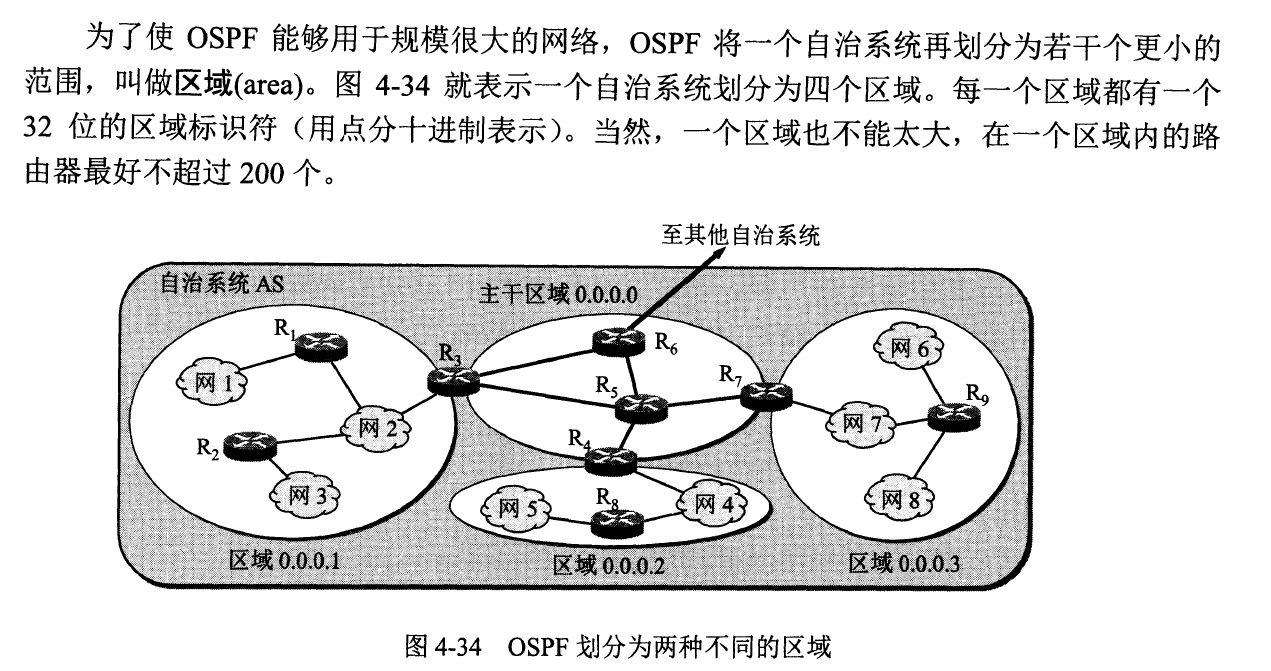 为了使 OSPF 能够用于规模很大的网络，OSPF 将一个自治系统再划分为若干个更小的
范围，叫做区域(area)。图 4-34 就表示一个自治系统划分为四个区域。每一个区域都有一个
32 位的区域标识符（用点分十进制表示）。当然，一个区域也不能太大，在一个区域内的路
由器最好不超过 200 个。
至其他自治系统
自治系统 AS
主干区域 0.0.0.0
R1
R3
R6
网 6
网 1
R5
R7
R9
网 2
R2
R4
网 7
网 3
网 5
R8
网 4
网 8
区域 0.0.0.1
区域 0.0.0.2
区域 0.0.0.3
图 4-34 OSPF 划分为两种不同的区域